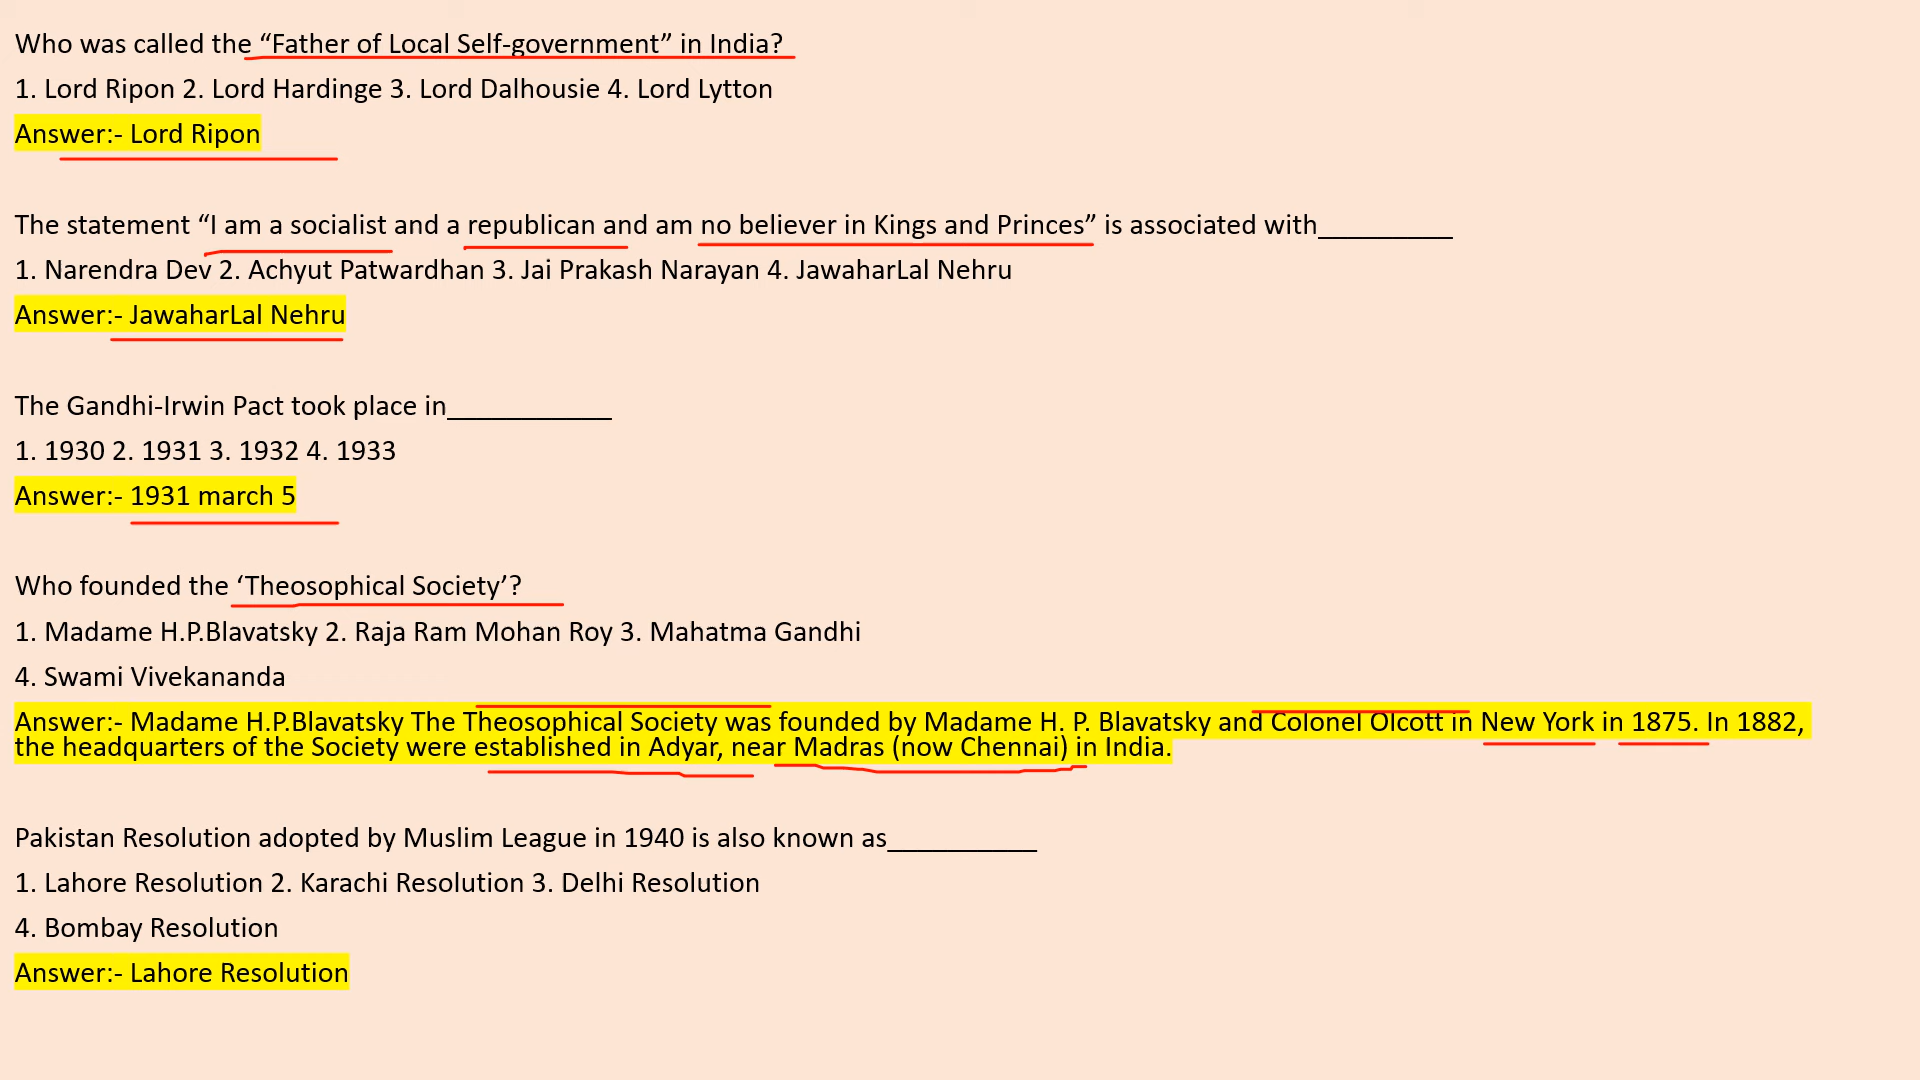 Who was called the “Father of Local Self-government” in India?
1. Lord Ripon 2. Lord Hardinge 3. Lord Dalhousie 4. Lord Lytton
Answer:- Lord Ripon
The statement “I am a socialist and a republican and am no believer in Kings and Princes” is associated with_________
1. Narendra Dev 2. Achyut Patwardhan 3. Jai Prakash Narayan 4. JawaharLal Nehru
Answer:- JawaharLal Nehru
The Gandhi-Irwin Pact took place in___________
1. 1930 2. 1931 3. 1932 4. 1933
Answer:- 1931 march 5
Who founded the ‘Theosophical Society’?
1. Madame H.P.Blavatsky 2. Raja Ram Mohan Roy 3. Mahatma Gandhi
4. Swami Vivekananda
Answer:- Madame H.P.Blavatsky The Theosophical Society was founded by Madame H. P. Blavatsky and Colonel Olcott in New York in 1875. In 1882,
the headquarters of the Society were established in Adyar, near Madras (now Chennai) in India.
Pakistan Resolution adopted by Muslim League in 1940 is also known as__________
1. Lahore Resolution 2. Karachi Resolution 3. Delhi Resolution
4. Bombay Resolution
Answer:- Lahore Resolution